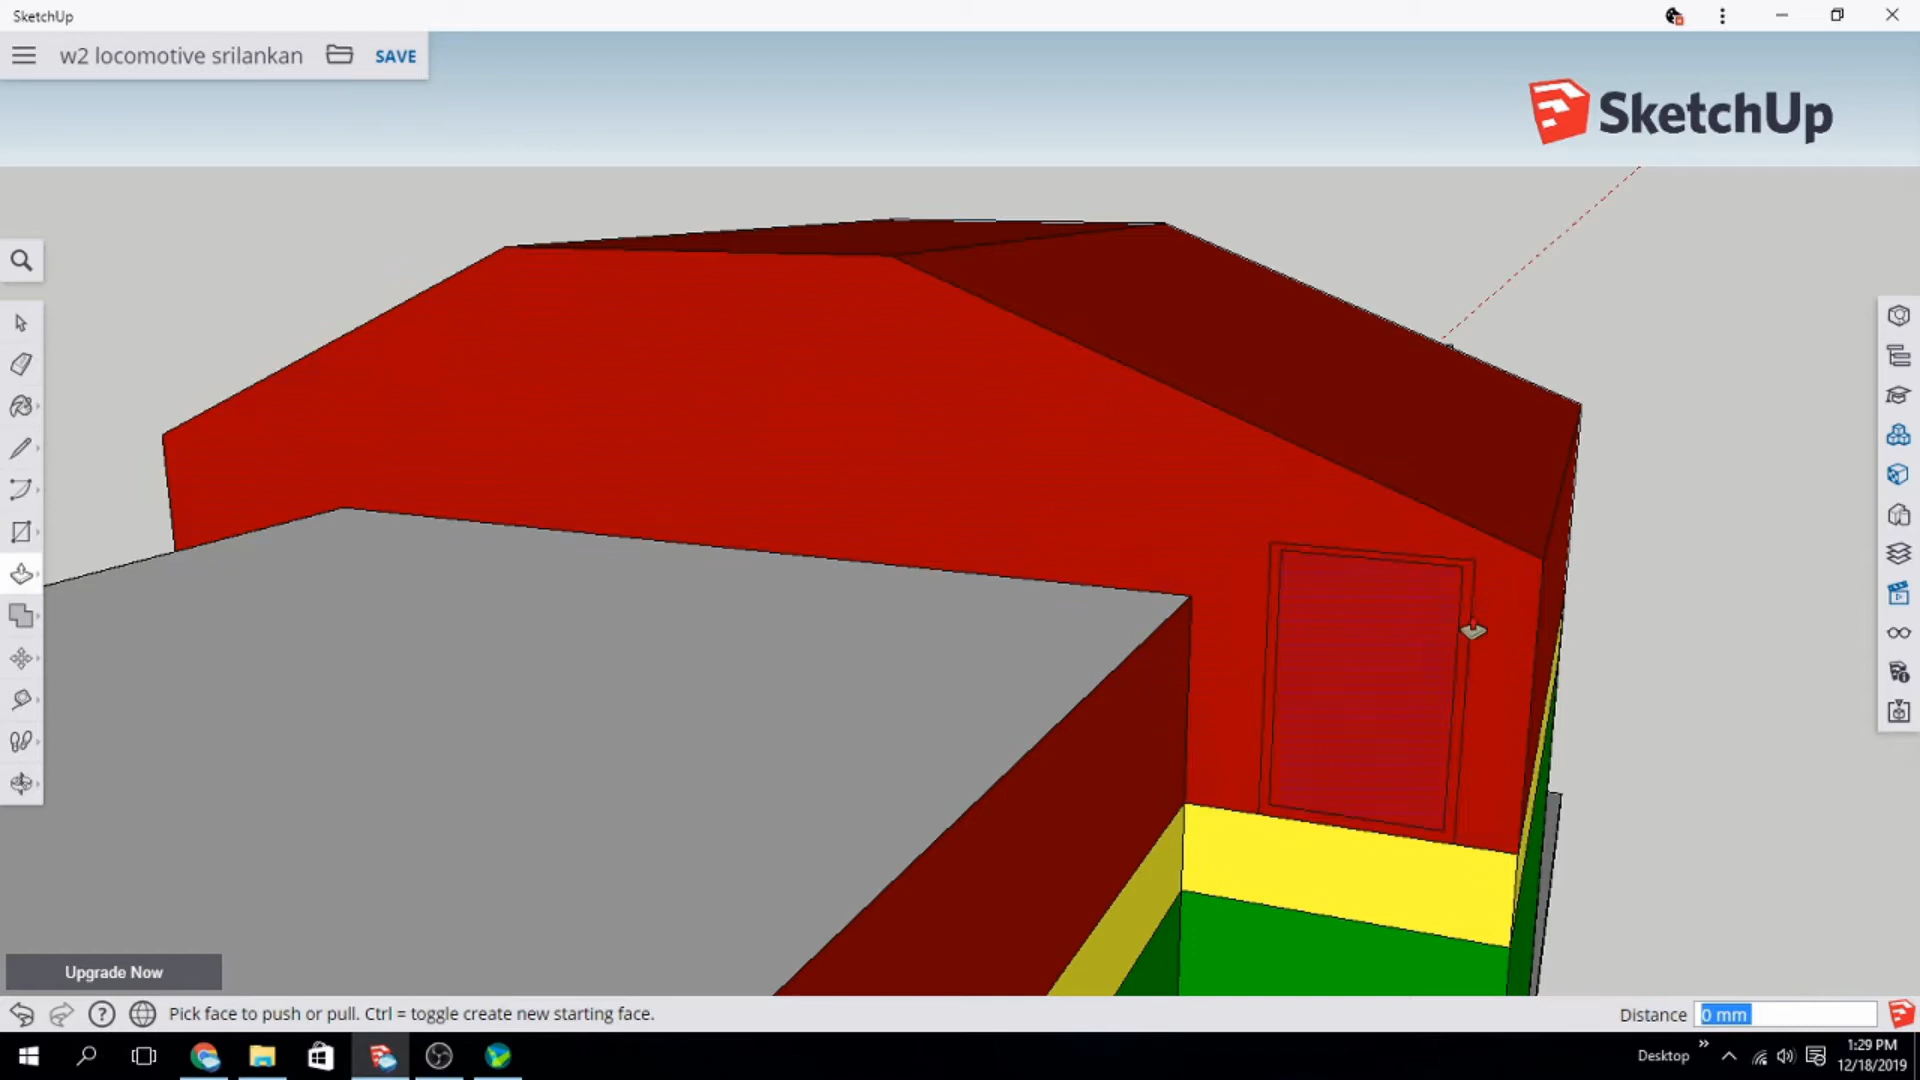 SketchUp
w2 locomotive srilankan
SAVE
SketchUp
Upgrade Now
Pick face to push or pull. Ctrl = toggle create new starting face.
Distance 0 mm
Desktop
1:29 PM
12/18/2019